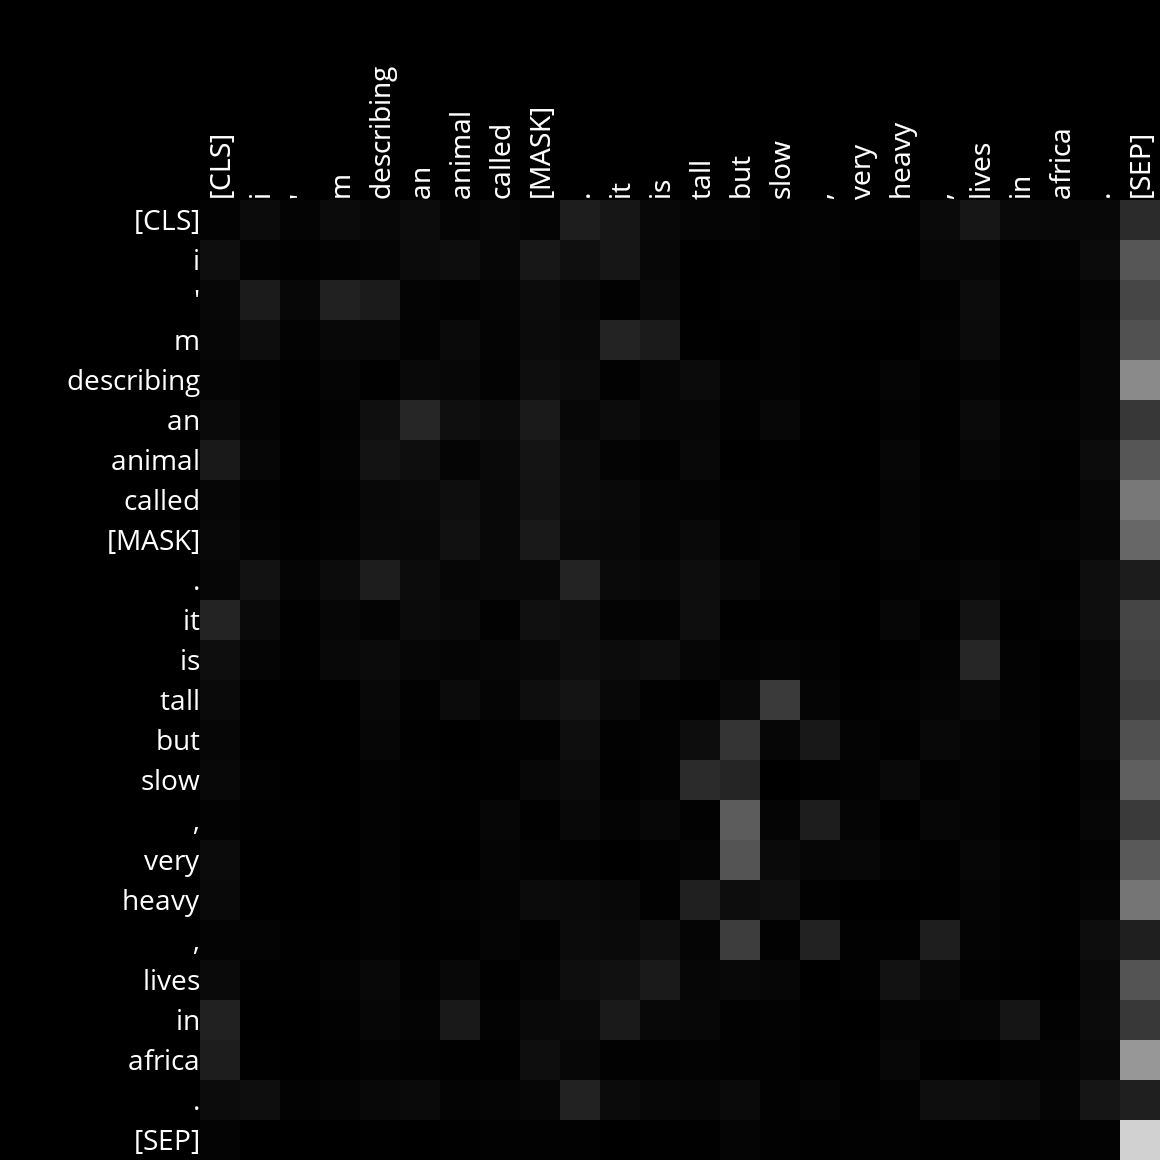 [CLS] i ' m describing an animal called [MASK] . it is tall but slow , very heavy , lives in africa . [SEP]
[CLS]
i
'
m
describing
an
animal
called
[MASK]
.
it
is
tall
but
slow
,
very
heavy
,
lives
in
africa
.
[SEP]